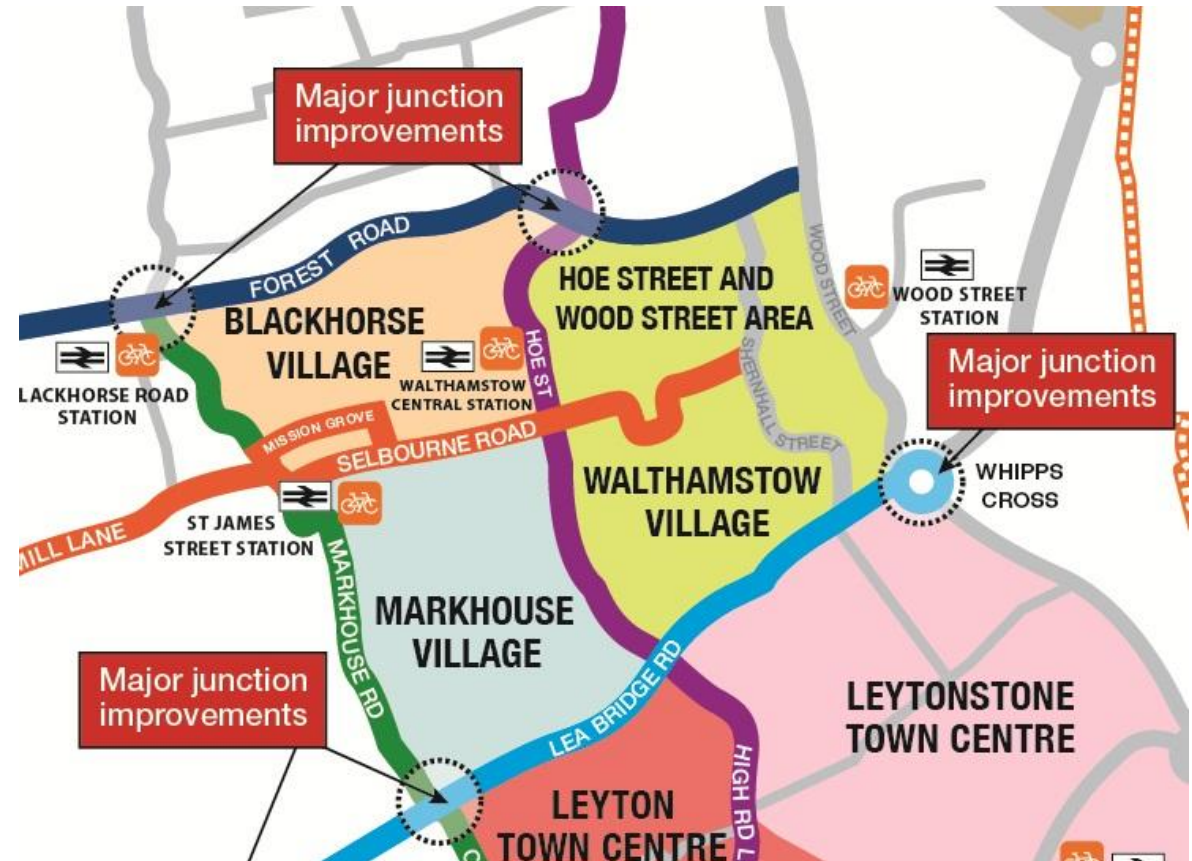 Major junction
improvements
FOREST ROAD
BLACKHORSE
VILLAGE
HOE STREET AND
WOOD STREET AREA
WOOD STREET
WOOD STREET
STATION
LACKHORSE ROAD
STATION
WALTHAMSTOW
CENTRAL STATION
HOE ST
SHERNHALL STREET
Major junction
improvements
MISSION GROVE
SELBOURNE ROAD
WALTHAMSTOW
VILLAGE
WHIPPS
CROSS
MILL LANE
ST JAMES
STREET STATION
MARKHOUSE RD
MARKHOUSE
VILLAGE
Major junction
improvements
LEA BRIDGE RD
LEYTONSTONE
TOWN CENTRE
HIGH RD L
LEYTON
TOWN CENTRE